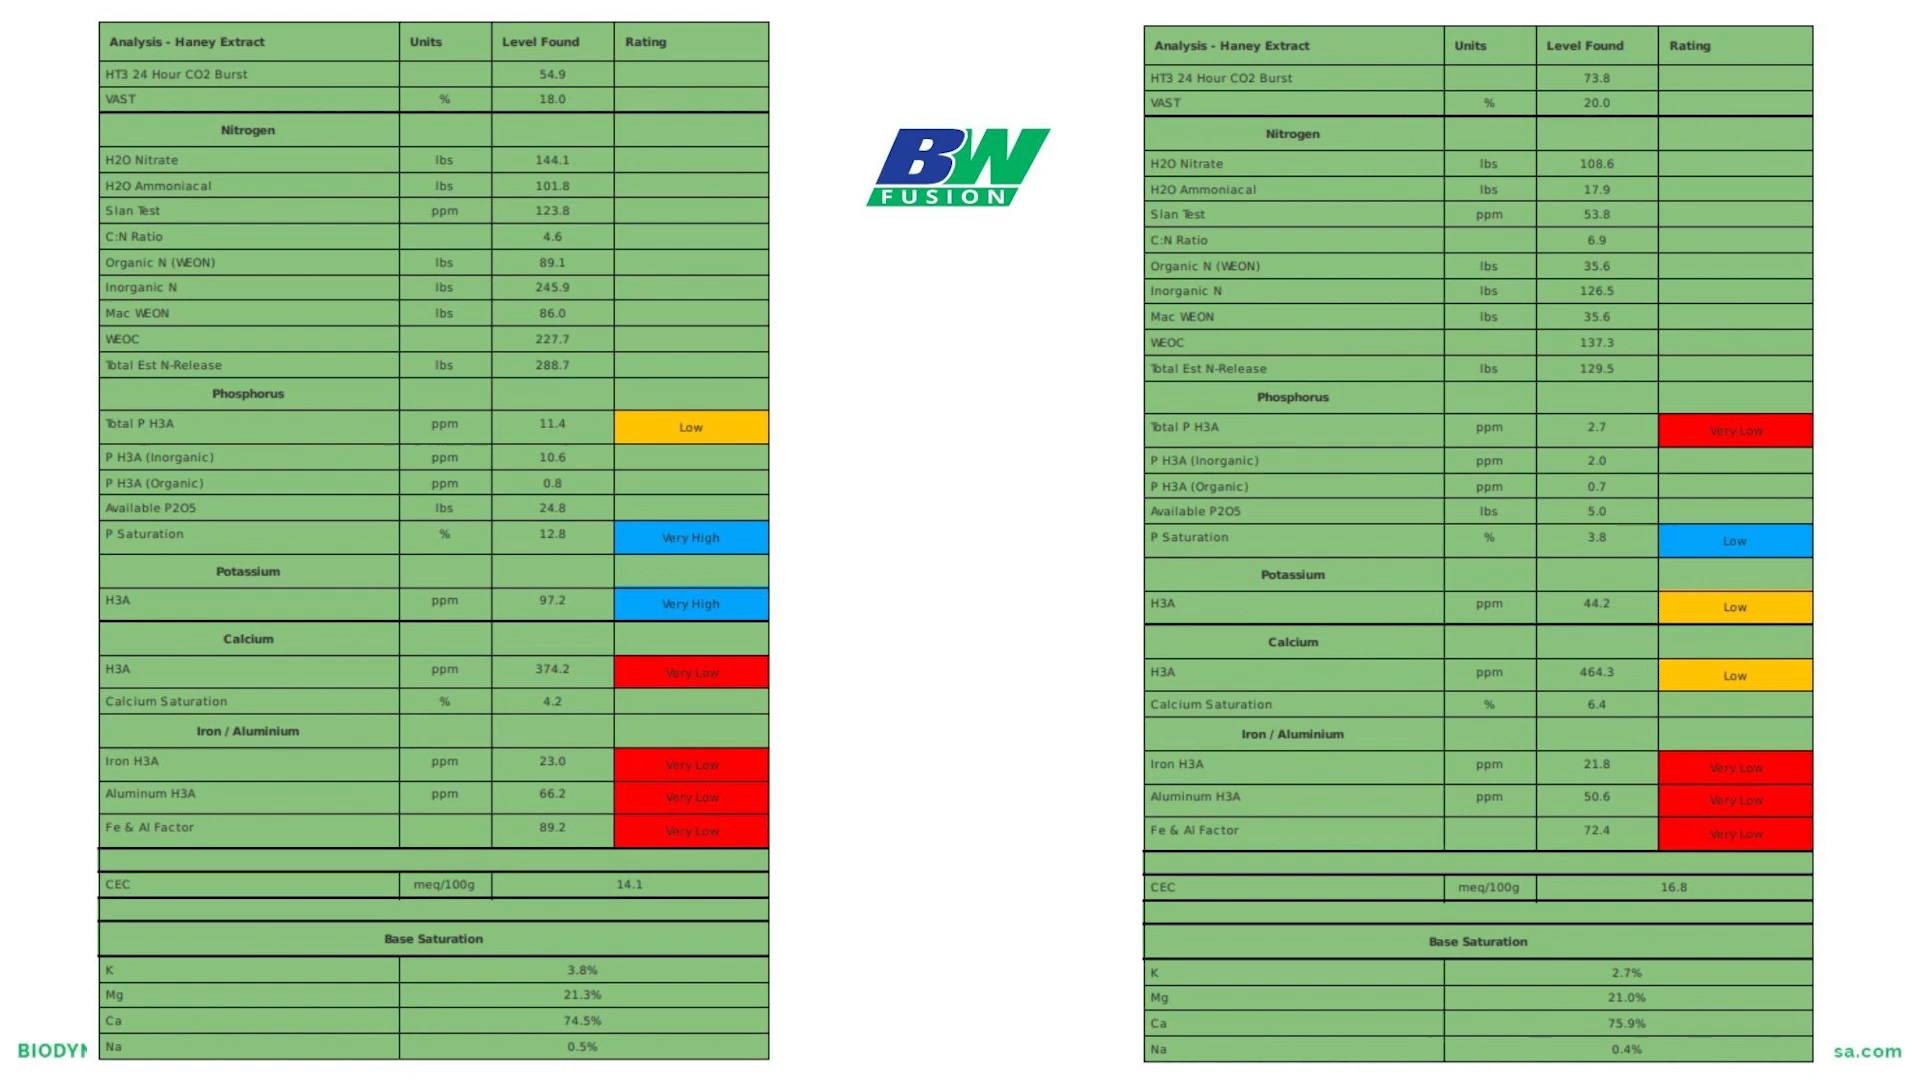 Analysis - Haney Extract Units Level Found Rating
HT3 24 Hour CO2 Burst 54.9
VAST % 18.0
Nitrogen
H2O Nitrate lbs 144.1
H2O Ammoniacal lbs 101.8
Slan Test ppm 123.8
C:N Ratio 4.6
Organic N (WEON) lbs 89.1
Inorganic N lbs 245.9
Mac WEON lbs 86.0
WEOC 227.7
Total Est N-Release lbs 288.7
Phosphorus
Total P H3A ppm 11.4 Low
P H3A (Inorganic) ppm 10.6
P H3A (Organic) ppm 0.8
Available P2O5 lbs 24.8
P Saturation % 12.8 Very High
Potassium
H3A ppm 97.2 Very High
Calcium
H3A ppm 374.2 Very Low
Calcium Saturation % 4.2
Iron / Aluminium
Iron H3A ppm 23.0 Very Low
Aluminum H3A ppm 66.2 Very Low
Fe & Al Factor 89.2 Very Low
CEC meq/100g 14.1
Base Saturation
K 3.8%
Mg 21.3%
Ca 74.5%
Na 0.5%
BIODYN
BW
FUSION
Analysis - Haney Extract Units Level Found Rating
HT3 24 Hour CO2 Burst 73.8
VAST % 20.0
Nitrogen
H2O Nitrate lbs 108.6
H2O Ammoniacal lbs 17.9
Slan Test ppm 53.8
C:N Ratio 6.9
Organic N (WEON) lbs 35.6
Inorganic N lbs 126.5
Mac WEON lbs 35.6
WEOC 137.3
Total Est N-Release lbs 129.5
Phosphorus
Total P H3A ppm 2.7 Very Low
P H3A (Inorganic) ppm 2.0
P H3A (Organic) ppm 0.7
Available P2O5 lbs 5.0
P Saturation % 3.8 Low
Potassium
H3A ppm 44.2 Low
Calcium
H3A ppm 464.3 Low
Calcium Saturation % 6.4
Iron / Aluminium
Iron H3A ppm 21.8 Very Low
Aluminum H3A ppm 50.6 Very Low
Fe & Al Factor 72.4 Very Low
CEC meq/100g 16.8
Base Saturation
K 2.7%
Mg 21.0%
Ca 75.9%
Na 0.4%
sa.com